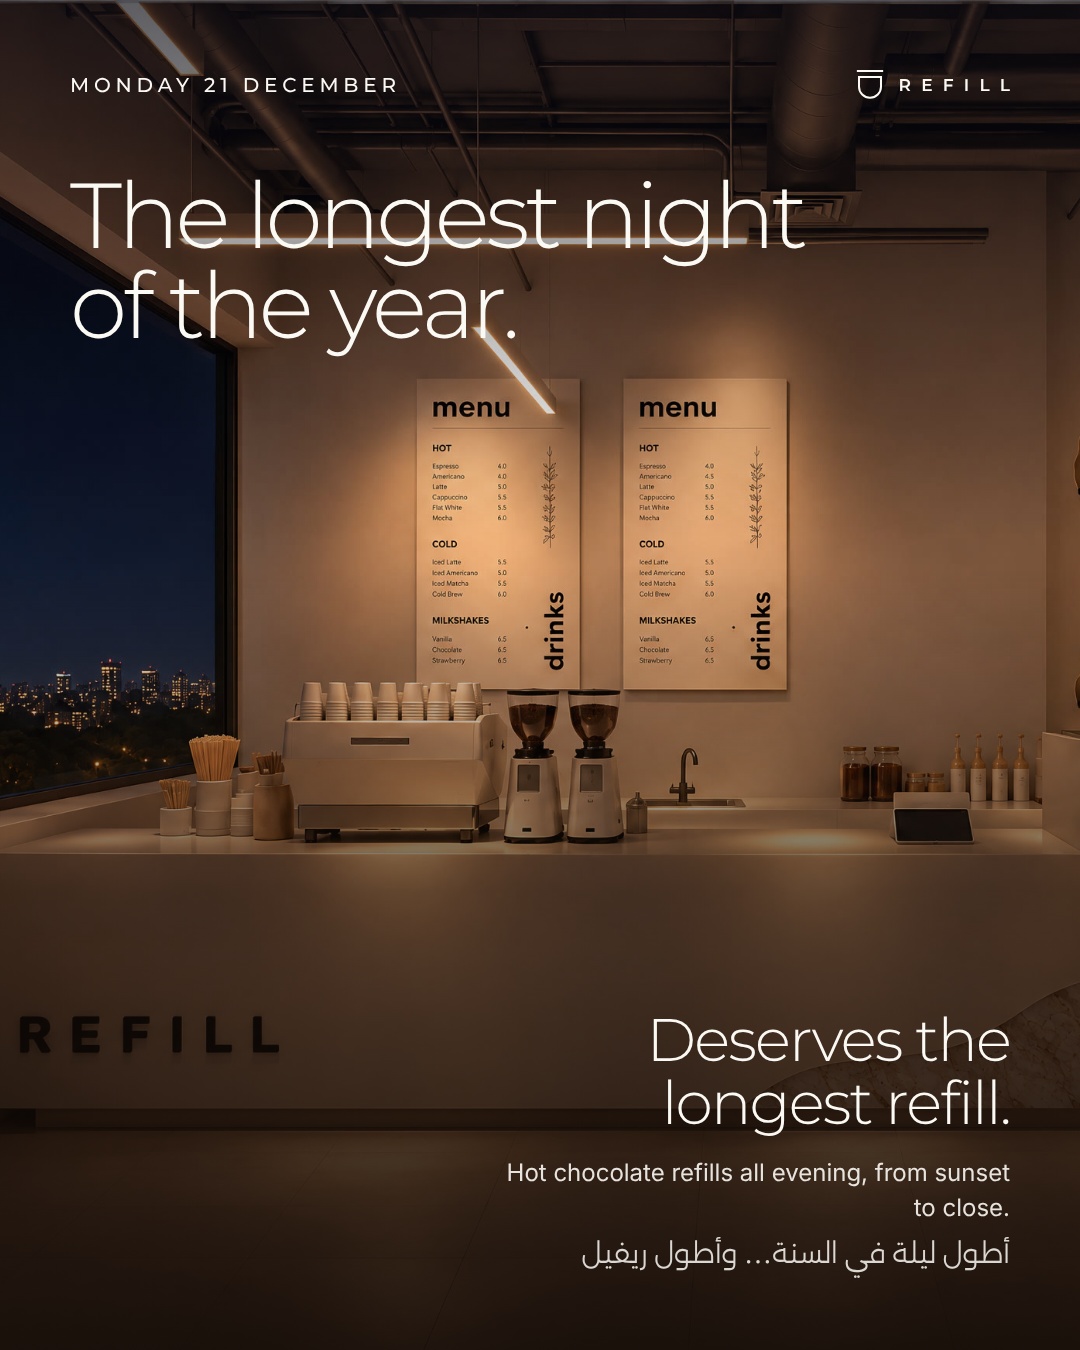 MONDAY 21 DECEMBER
REFILL
The longest night
of the year.
menu
HOT
Espresso 4.0
Americano 4.0
Latte 5.0
Cappuccino 5.5
Flat White 5.5
Mocha 6.0
COLD
Iced Latte 5.5
Iced Americano 5.0
Iced Matcha 5.5
Cold Brew 6.0
MILKSHAKES
Vanilla 6.5
Chocolate 6.5
Strawberry 6.5
drinks
menu
HOT
Espresso 4.0
Americano 4.5
Latte 5.0
Cappuccino 5.5
Flat White 5.5
Mocha 6.0
COLD
Iced Latte 5.5
Iced Americano 5.0
Iced Matcha 5.5
Cold Brew 6.0
MILKSHAKES
Vanilla 6.5
Chocolate 6.5
Strawberry 6.5
drinks
REFILL
Deserves the
longest refill.
Hot chocolate refills all evening, from sunset
to close.
أطول ليلة في السنة... وأطول ريفيل